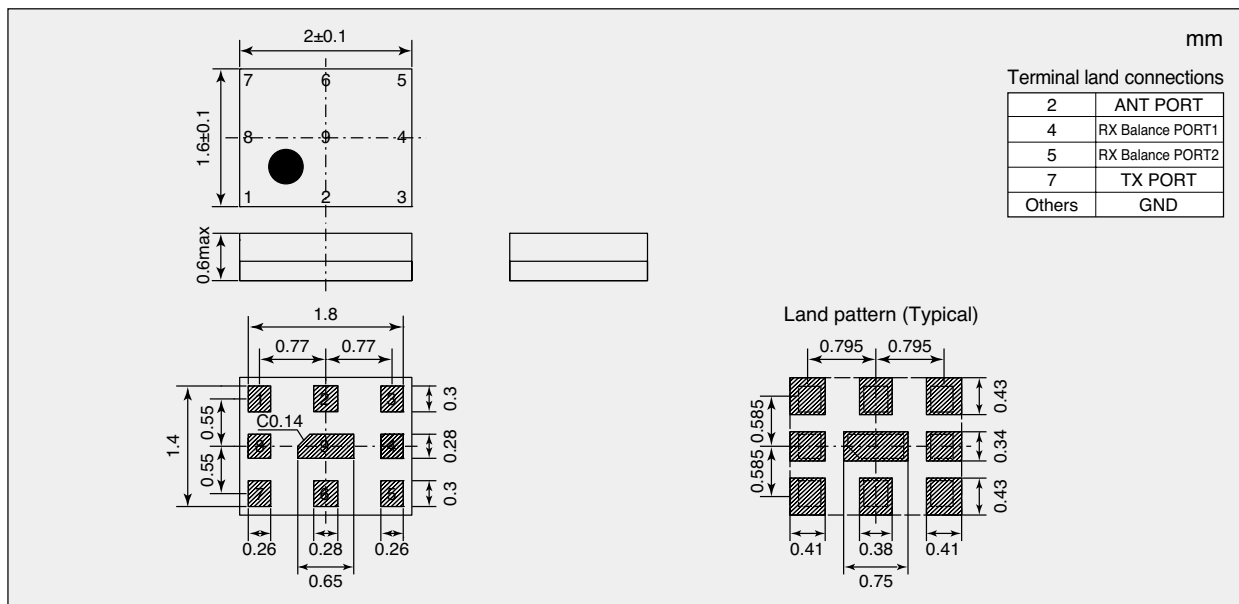 mm
2±0.1
7 6 5
8 9 4
1 2 3
1.6±0.1
Terminal land connections
2 ANT PORT
4 RX Balance PORT1
5 RX Balance PORT2
7 TX PORT
Others GND
0.6max
1.8
0.77 0.77
1 2 3
0.3
C0.14
0.55
1.4
8 9 4
0.28
0.55
7 6 5
0.3
0.26 0.28 0.26
0.65
Land pattern (Typical)
0.795 0.795
0.43
0.585
0.34
0.585
0.43
0.41 0.38 0.41
0.75